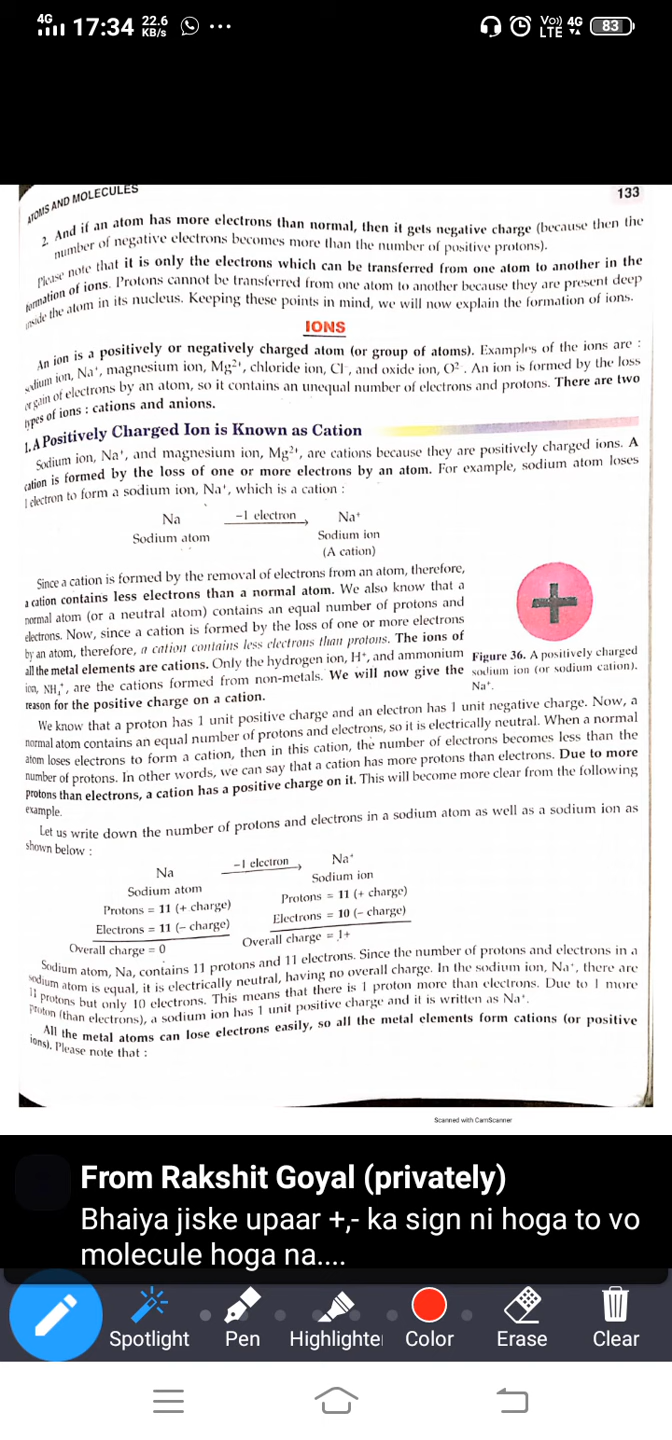 4G 17:34 22.6 KB/s ... Vo)) LTE 4G 83
ATOMS AND MOLECULES
133
2. And if an atom has more electrons than normal, then it gets negative charge (because then the
number of negative electrons becomes more than the number of positive protons).
Please note that it is only the electrons which can be transferred from one atom to another in the
formation of ions. Protons cannot be transferred from one atom to another because they are present deep
inside the atom in its nucleus. Keeping these points in mind, we will now explain the formation of ions.
IONS
An ion is a positively or negatively charged atom (or group of atoms). Examples of the ions are :
sodium ion, Na⁺, magnesium ion, Mg²⁺, chloride ion, Cl⁻, and oxide ion, O²⁻. An ion is formed by the loss
or gain of electrons by an atom, so it contains an unequal number of electrons and protons. There are two
types of ions : cations and anions.
1. A Positively Charged Ion is Known as Cation
Sodium ion, Na⁺, and magnesium ion, Mg²⁺, are cations because they are positively charged ions. A
cation is formed by the loss of one or more electrons by an atom. For example, sodium atom loses
1 electron to form a sodium ion, Na⁺, which is a cation :
Na −1 electron Na⁺
Sodium atom Sodium ion
(A cation)
Since a cation is formed by the removal of electrons from an atom, therefore,
a cation contains less electrons than a normal atom. We also know that a
normal atom (or a neutral atom) contains an equal number of protons and
electrons. Now, since a cation is formed by the loss of one or more electrons
by an atom, therefore, a cation contains less electrons than protons. The ions of
all the metal elements are cations. Only the hydrogen ion, H⁺, and ammonium
ion, NH₄⁺, are the cations formed from non-metals. We will now give the
reason for the positive charge on a cation.
+
Figure 36. A positively charged
sodium ion (or sodium cation).
Na⁺.
We know that a proton has 1 unit positive charge and an electron has 1 unit negative charge. Now, a
normal atom contains an equal number of protons and electrons, so it is electrically neutral. When a normal
atom loses electrons to form a cation, then in this cation, the number of electrons becomes less than the
number of protons. In other words, we can say that a cation has more protons than electrons. Due to more
protons than electrons, a cation has a positive charge on it. This will become more clear from the following
example.
Let us write down the number of protons and electrons in a sodium atom as well as a sodium ion as
shown below :
Na −1 electron Na⁺
Sodium atom Sodium ion
Protons = 11 (+ charge) Protons = 11 (+ charge)
Electrons = 11 (− charge) Electrons = 10 (− charge)
Overall charge = 0 Overall charge = 1+
Sodium atom, Na, contains 11 protons and 11 electrons. Since the number of protons and electrons in a
sodium atom is equal, it is electrically neutral, having no overall charge. In the sodium ion, Na⁺, there are
11 protons but only 10 electrons. This means that there is 1 proton more than electrons. Due to 1 more
proton (than electrons), a sodium ion has 1 unit positive charge and it is written as Na⁺.
All the metal atoms can lose electrons easily, so all the metal elements form cations (or positive
ions). Please note that :
Scanned with CamScanner
From Rakshit Goyal (privately)
Bhaiya jiske upaar +,- ka sign ni hoga to vo
molecule hoga na....
Spotlight Pen Highlighte Color Erase Clear